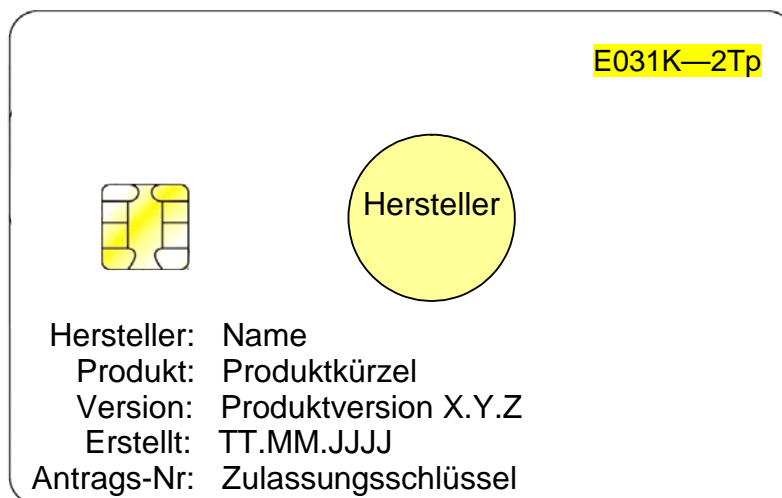 E031K—2Tp
Hersteller
Hersteller: Name
Produkt: Produktkürzel
Version: Produktversion X.Y.Z
Erstellt: TT.MM.JJJJ
Antrags-Nr: Zulassungsschlüssel